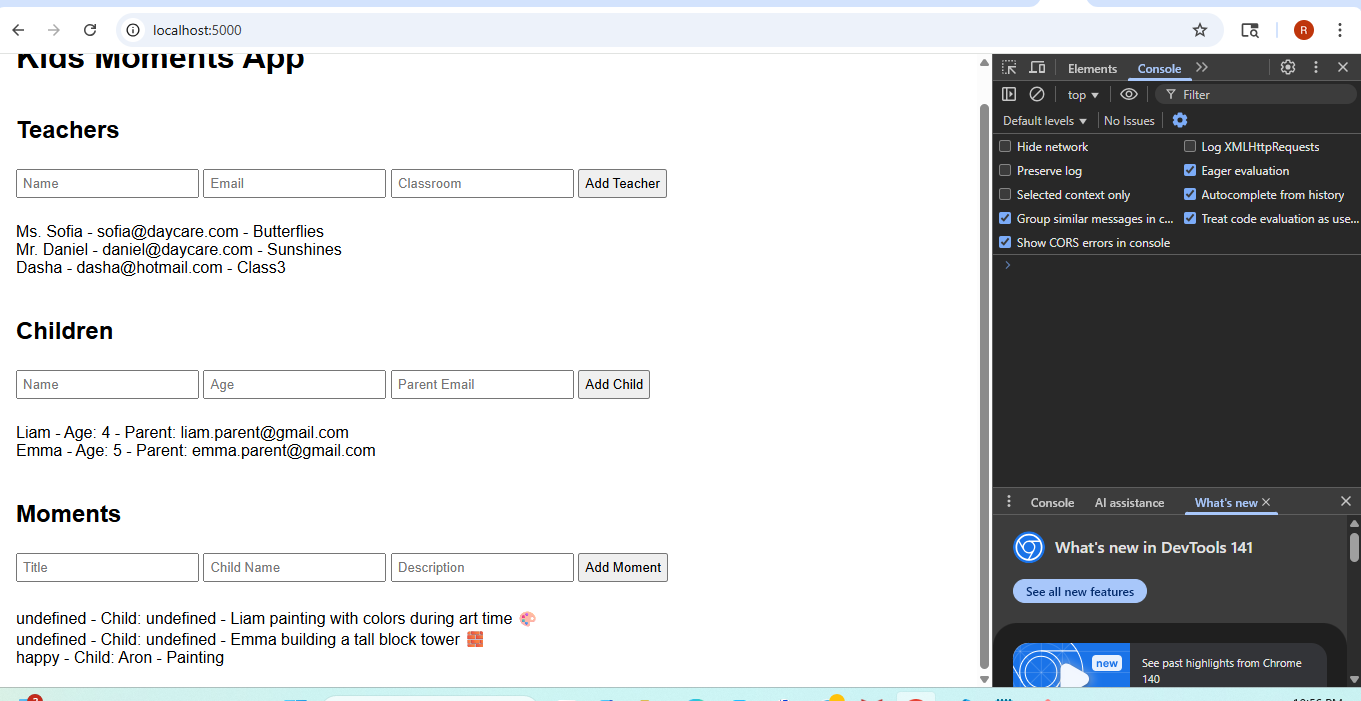 localhost:5000
R
Kids Moments App
Teachers
Name Email Classroom Add Teacher
Ms. Sofia - sofia@daycare.com - Butterflies
Mr. Daniel - daniel@daycare.com - Sunshines
Dasha - dasha@hotmail.com - Class3
Children
Name Age Parent Email Add Child
Liam - Age: 4 - Parent: liam.parent@gmail.com
Emma - Age: 5 - Parent: emma.parent@gmail.com
Moments
Title Child Name Description Add Moment
undefined - Child: undefined - Liam painting with colors during art time 🎨
undefined - Child: undefined - Emma building a tall block tower 🧱
happy - Child: Aron - Painting
Elements Console
top Filter
Default levels No Issues
Hide network Log XMLHttpRequests
Preserve log Eager evaluation
Selected context only Autocomplete from history
Group similar messages in c... Treat code evaluation as use...
Show CORS errors in console
Console AI assistance What's new
What's new in DevTools 141
See all new features
new
See past highlights from Chrome
140